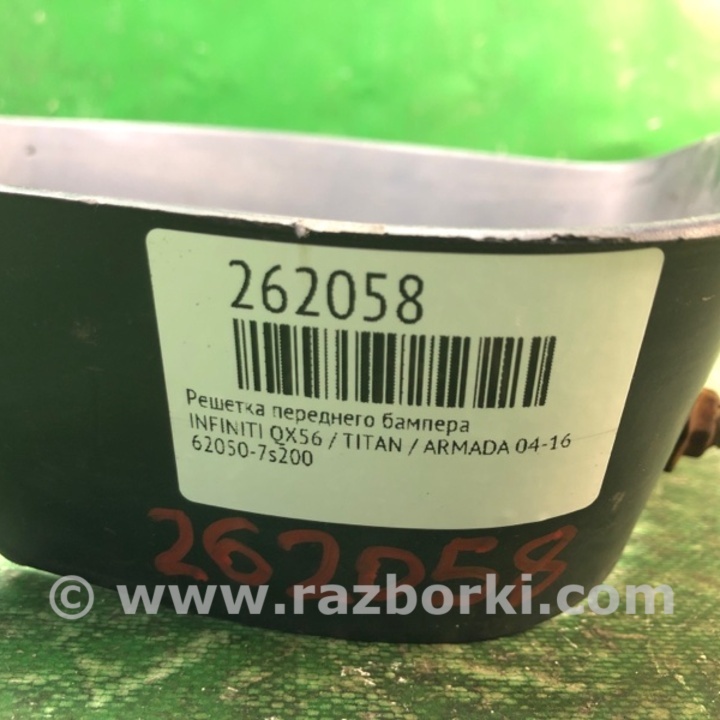 262058
Решетка переднего бампера
INFINITI QX56 / TITAN / ARMADA 04-16
62050-7s200
262058
© www.razborki.com